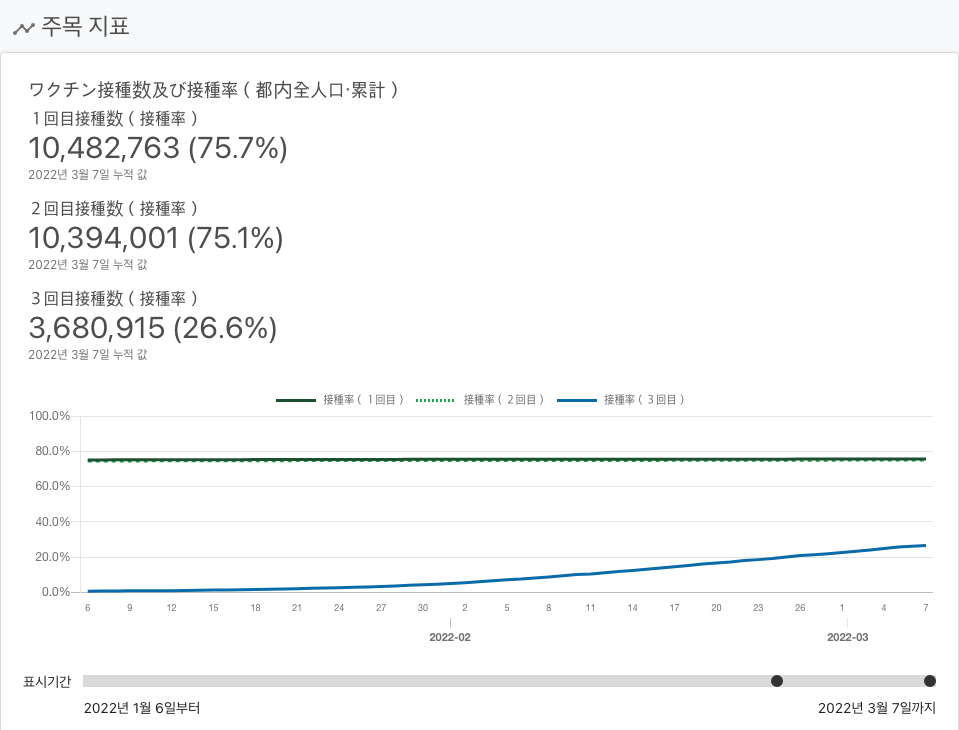 주목 지표
ワクチン接種数及び接種率（都内全人口·累計）
１回目接種数（接種率）
10,482,763 (75.7%)
2022년 3월 7일 누적 값
２回目接種数（接種率）
10,394,001 (75.1%)
2022년 3월 7일 누적 값
３回目接種数（接種率）
3,680,915 (26.6%)
2022년 3월 7일 누적 값
接種率（１回目） 接種率（２回目） 接種率（３回目）
100.0%
80.0%
60.0%
40.0%
20.0%
0.0%
6 9 12 15 18 21 24 27 30 2 5 8 11 14 17 20 23 26 1 4 7
2022-02 2022-03
표시기간
2022년 1월 6일부터 2022년 3월 7일까지